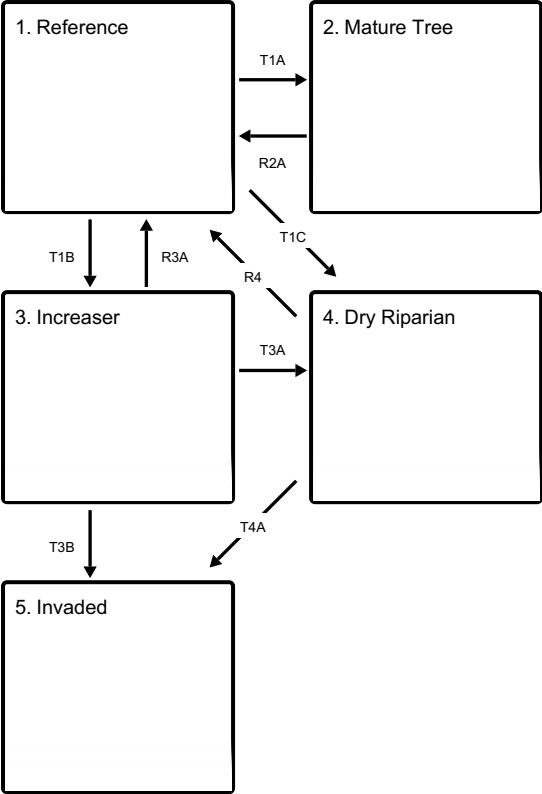 1. Reference
2. Mature Tree
T1A
R2A
T1C
T1B
R3A
R4
3. Increaser
4. Dry Riparian
T3A
T4A
T3B
5. Invaded